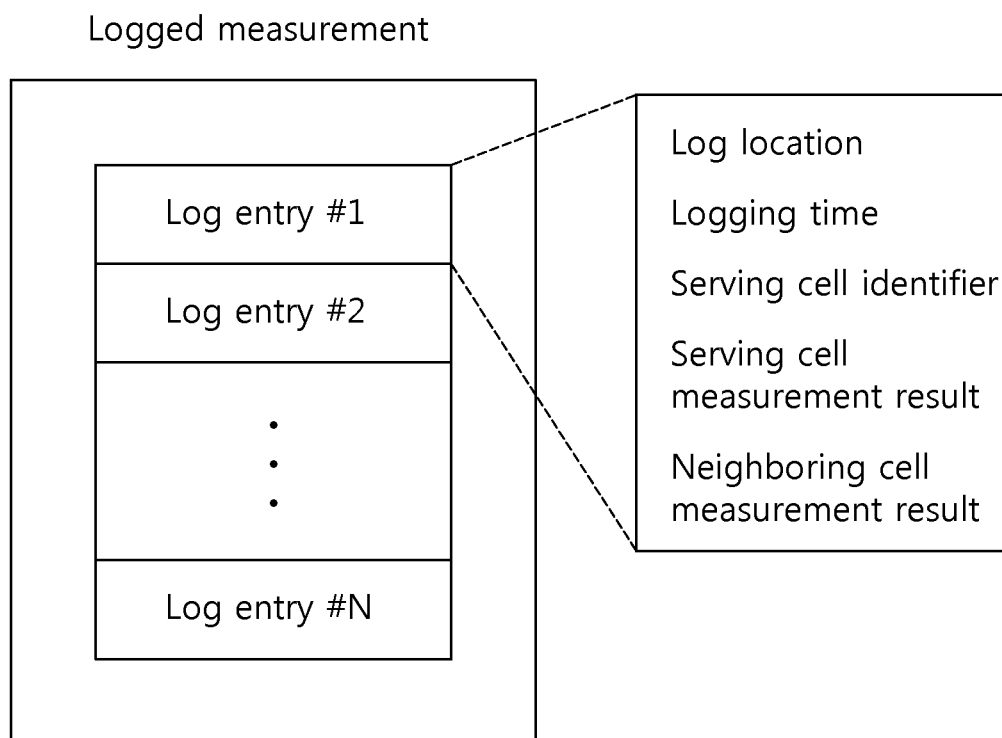 Logged measurement
Log entry #1
Log entry #2
Log entry #N
Log location
Logging time
Serving cell identifier
Serving cell
measurement result
Neighboring cell
measurement result